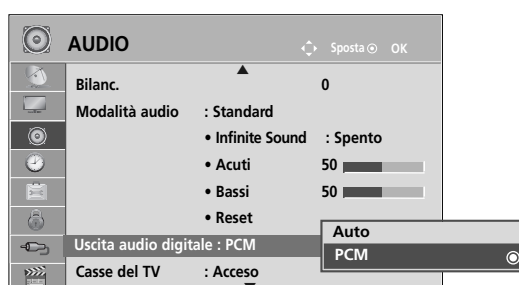 AUDIO
Sposta OK
Bilanc. 0
Modalità audio : Standard
• Infinite Sound : Spento
• Acuti 50
• Bassi 50
• Reset
Uscita audio digitale : PCM
Auto
PCM
Casse del TV : Acceso